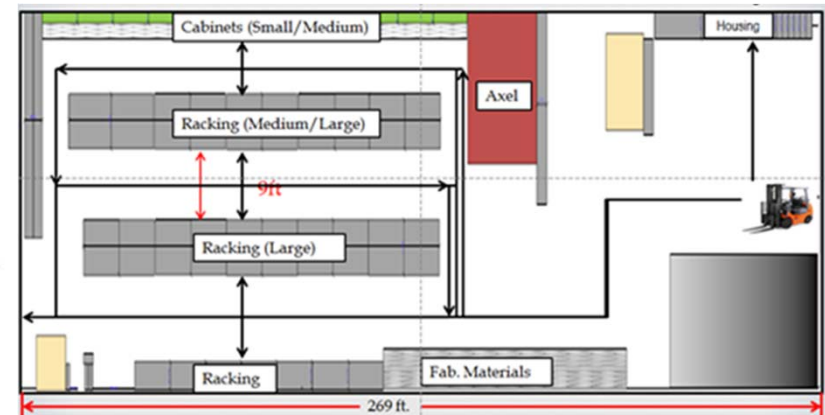 Cabinets (Small/Medium)
Housing
Axel
Racking (Medium/Large)
9ft
Racking (Large)
Racking
Fab. Materials
269 ft.